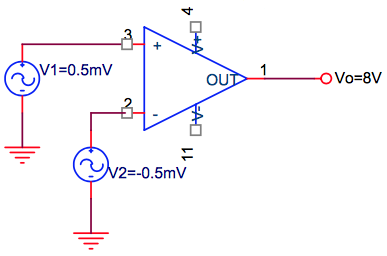 4
3
V+
+
V1=0.5mV
OUT
1
Vo=8V
2
-
V-
11
V2=-0.5mV